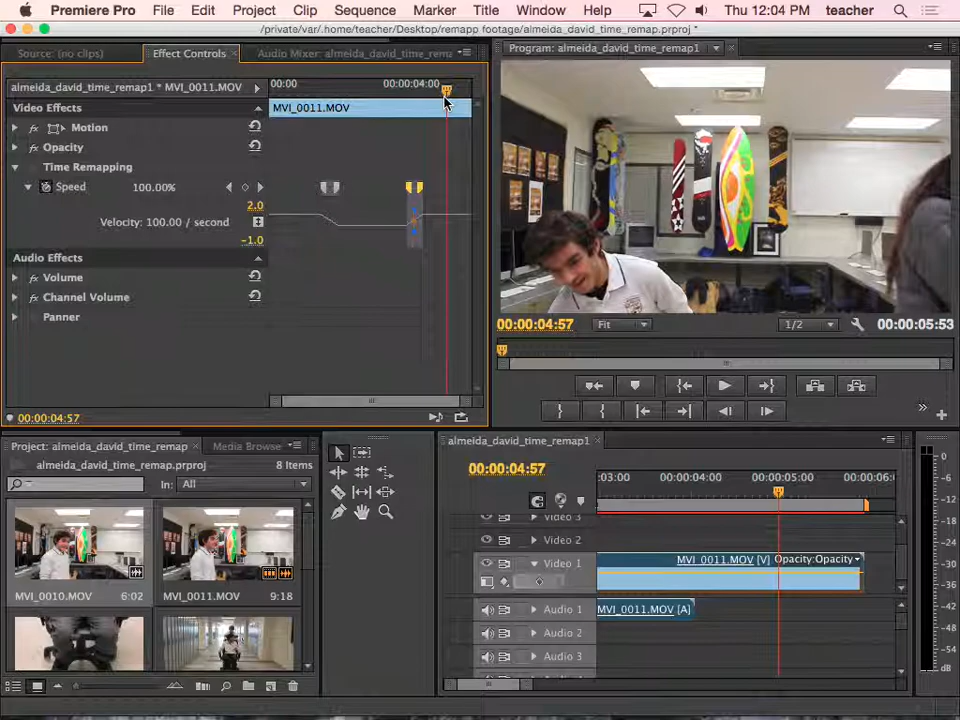 Premiere Pro File Edit Project Clip Sequence Marker Title Window Help Thu 12:04 PM teacher
/private/var/.home/teacher/Desktop/remapp footage/almeida_david_time_remap.prproj *
Source: (no clips) Effect Controls Audio Mixer: almeida_david_time_rema
Program: almeida_david_time_remap1
almeida_david_time_remap1 * MVI_0011.MOV 00:00 00:00:04:00
Video Effects MVI_0011.MOV
fx Motion
fx Opacity
Time Remapping
Speed 100.00%
2.0
Velocity: 100.00 / second
-1.0
Audio Effects
fx Volume
fx Channel Volume
Panner
00:00:04:57
00:00:04:57 Fit 1/2 00:00:05:53
Project: almeida_david_time_remap Media Browse
almeida_david_time_remap.prproj 8 Items
In: All
MVI_0010.MOV 6:02 MVI_0011.MOV 9:18
almeida_david_time_remap1
00:00:04:57 :03:00 00:00:04:00 00:00:05:00 00:00:06:0
Video 3
Video 2
Video 1 MVI_0011.MOV [V] Opacity:Opacity
Audio 1 MVI_0011.MOV [A]
Audio 2
Audio 3
0
-6
-12
-18
-24
-30
-36
-42
-48
-54
dB